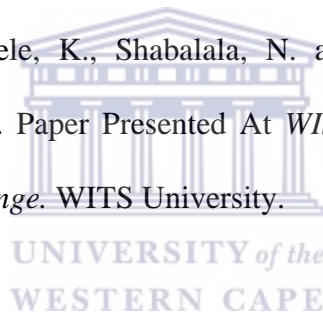 ele, K., Shabalala, N. a
. Paper Presented At WI
nge. WITS University.
UNIVERSITY of the
WESTERN CAPE